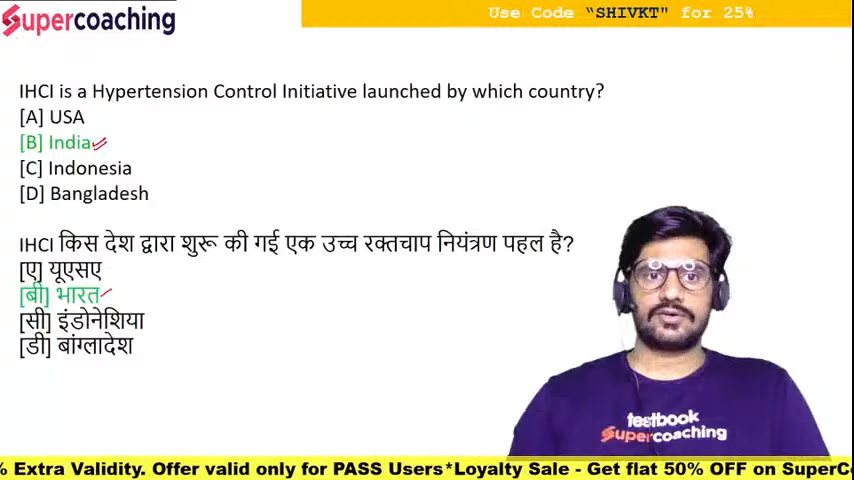 Supercoaching
Use Code “SHIVKT" for 25%
IHCI is a Hypertension Control Initiative launched by which country?
[A] USA
[B] India
[C] Indonesia
[D] Bangladesh
IHCI किस देश द्वारा शुरू की गई एक उच्च रक्तचाप नियंत्रण पहल है?
[ए] यूएसए
[बी] भारत
[सी] इंडोनेशिया
[डी] बांग्लादेश
testbook
Supercoaching
% Extra Validity. Offer valid only for PASS Users*Loyalty Sale - Get flat 50% OFF on SuperCo